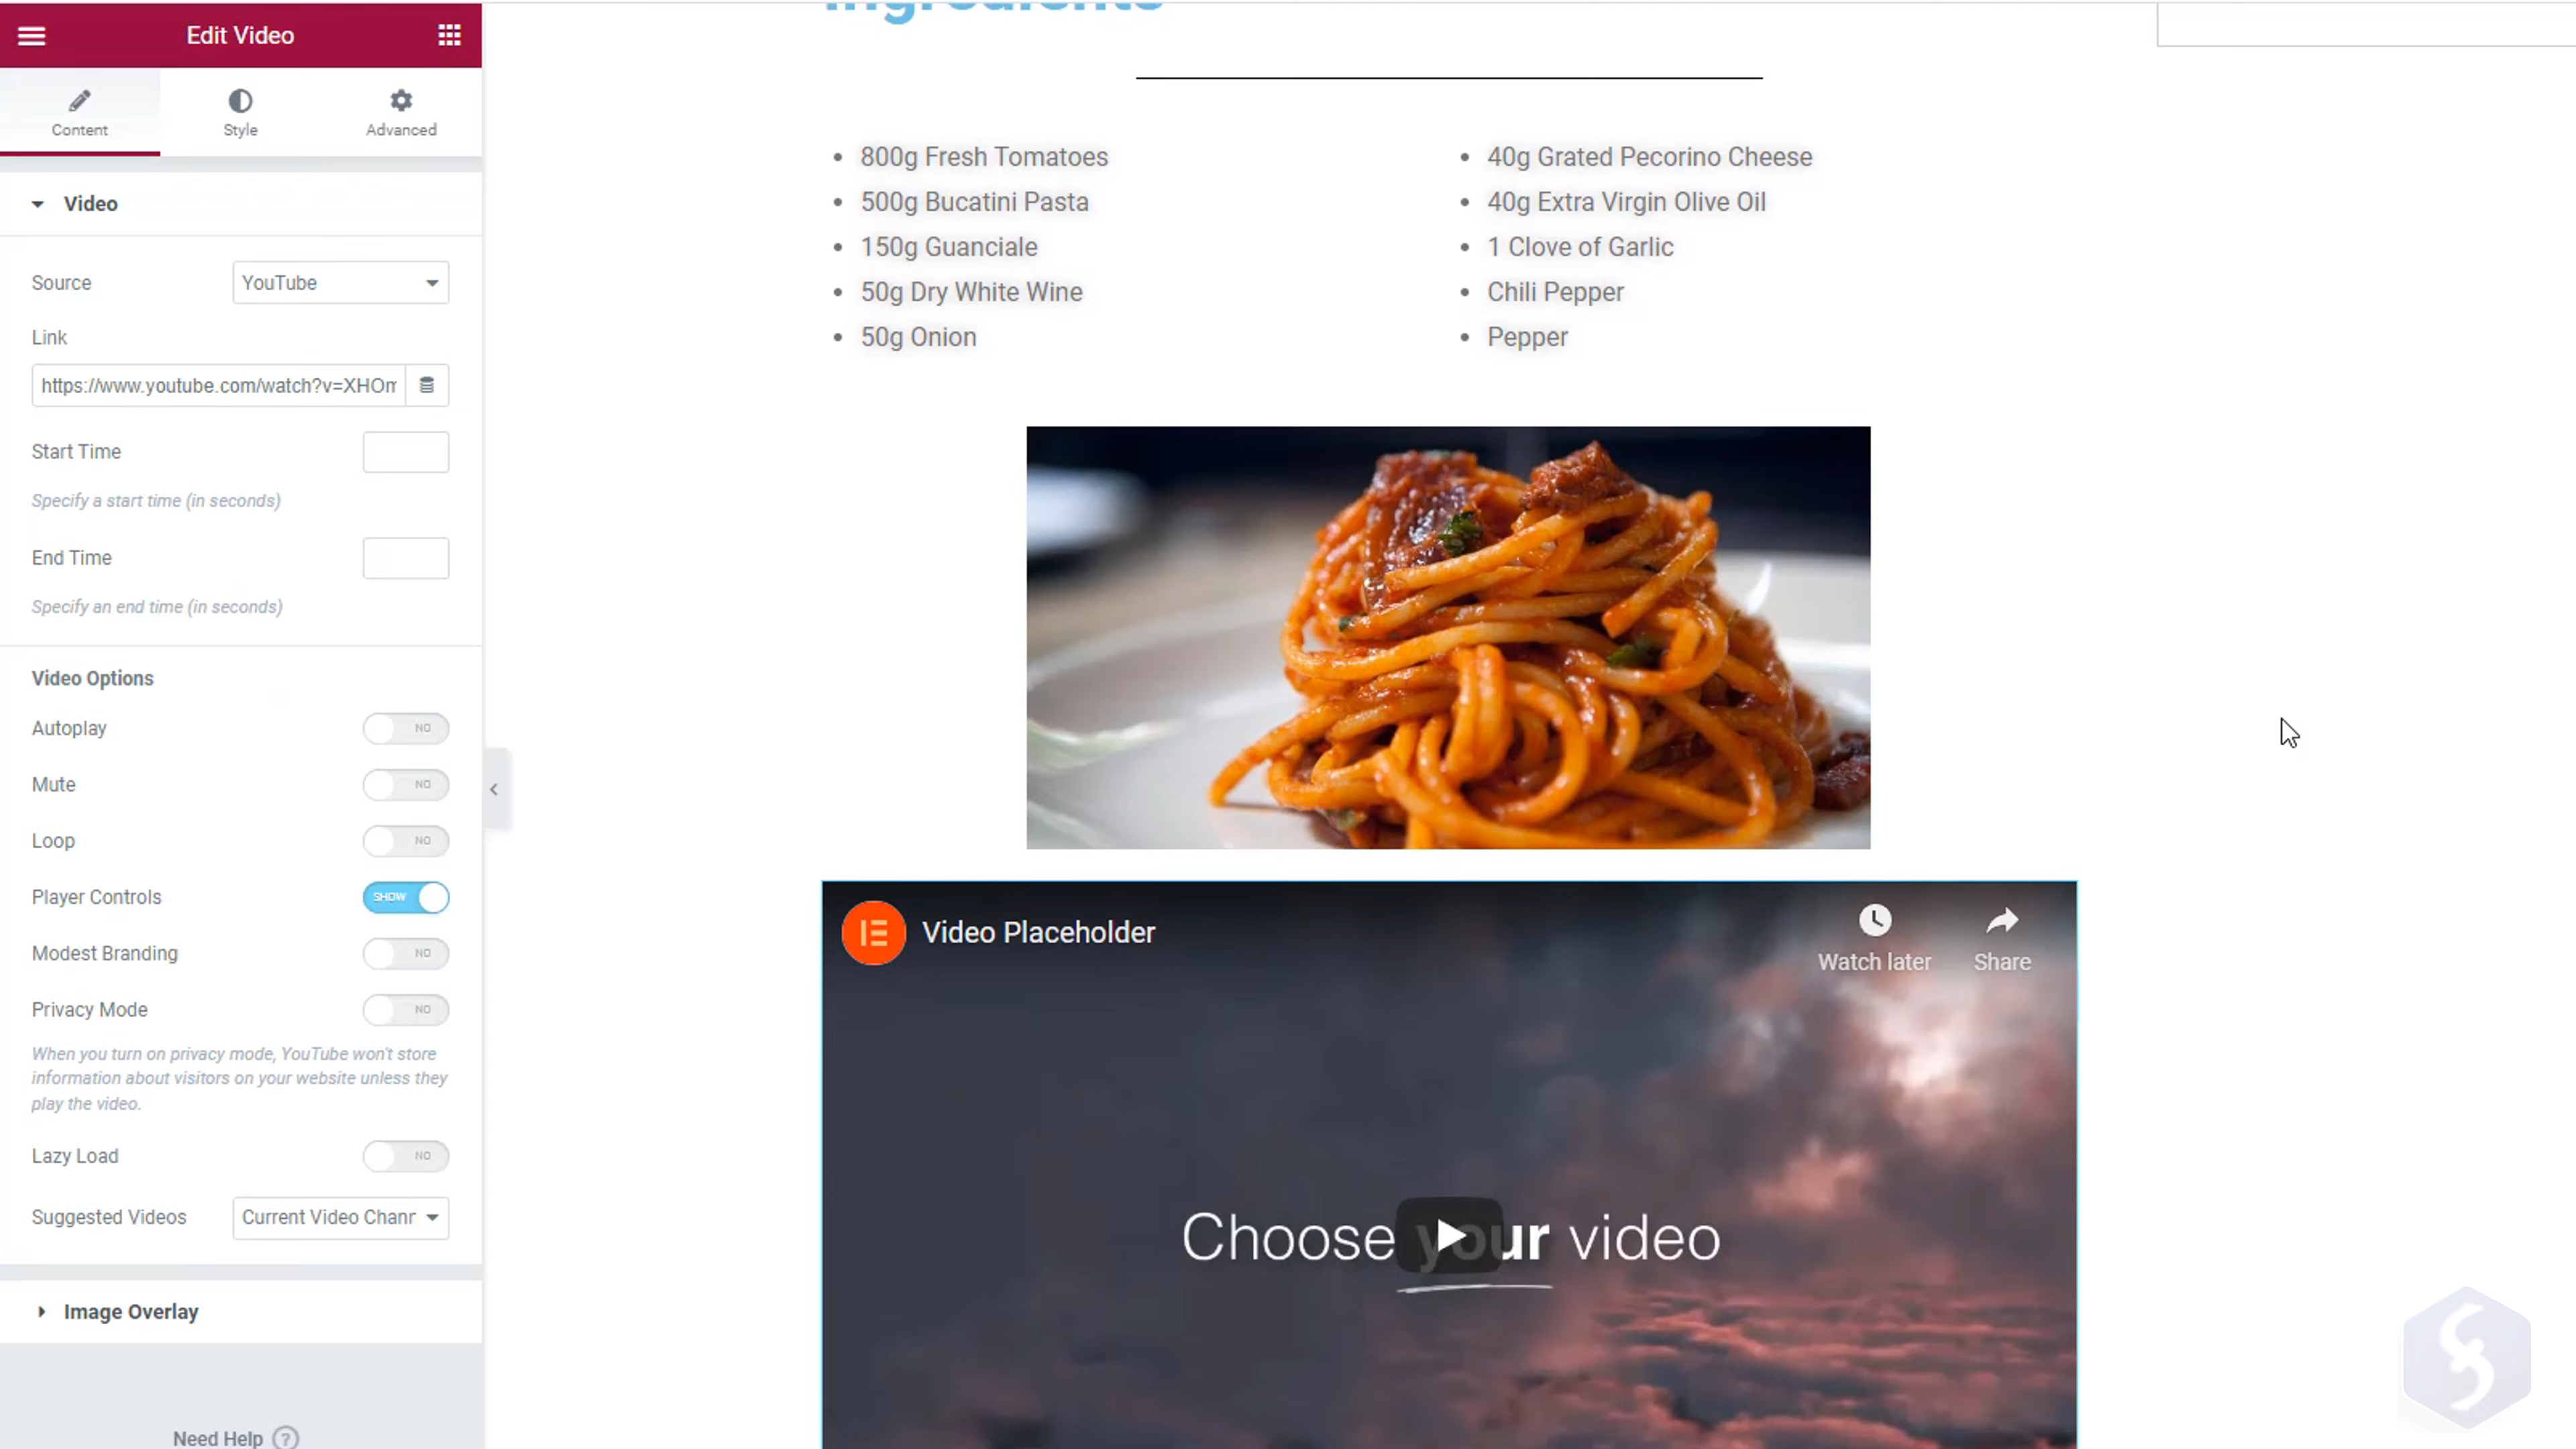 Edit Video
Content
Style
Advanced
Video
Source
YouTube
Link
https://www.youtube.com/watch?v=XHOm
Start Time
Specify a start time (in seconds)
End Time
Specify an end time (in seconds)
Video Options
Autoplay
NO
Mute
NO
Loop
NO
Player Controls
SHOW
Modest Branding
NO
Privacy Mode
NO
When you turn on privacy mode, YouTube won't store
information about visitors on your website unless they
play the video.
Lazy Load
NO
Suggested Videos
Current Video Chanr
Image Overlay
Need Help
?
Ingredients
800g Fresh Tomatoes
500g Bucatini Pasta
150g Guanciale
50g Dry White Wine
50g Onion
40g Grated Pecorino Cheese
40g Extra Virgin Olive Oil
1 Clove of Garlic
Chili Pepper
Pepper
Video Placeholder
Watch later
Share
Choose your video